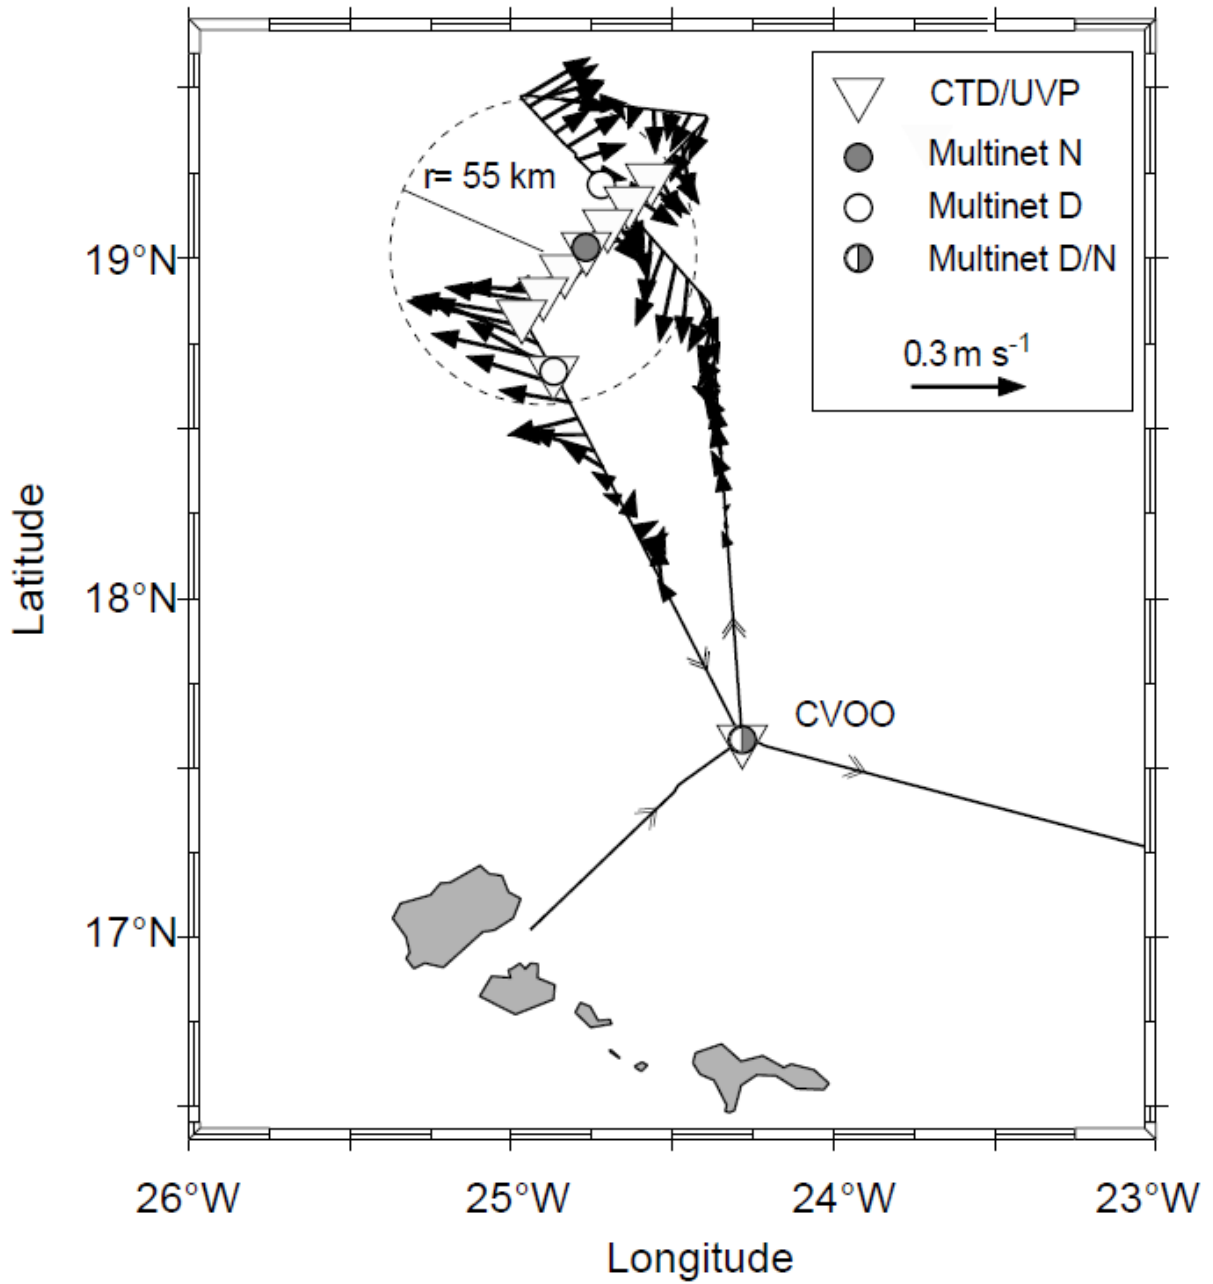 CTD/UVP
Multinet N
Multinet D
Multinet D/N
0.3 m s⁻¹
r= 55 km
19°N
18°N
CVOO
17°N
26°W 25°W 24°W 23°W
Longitude
Latitude